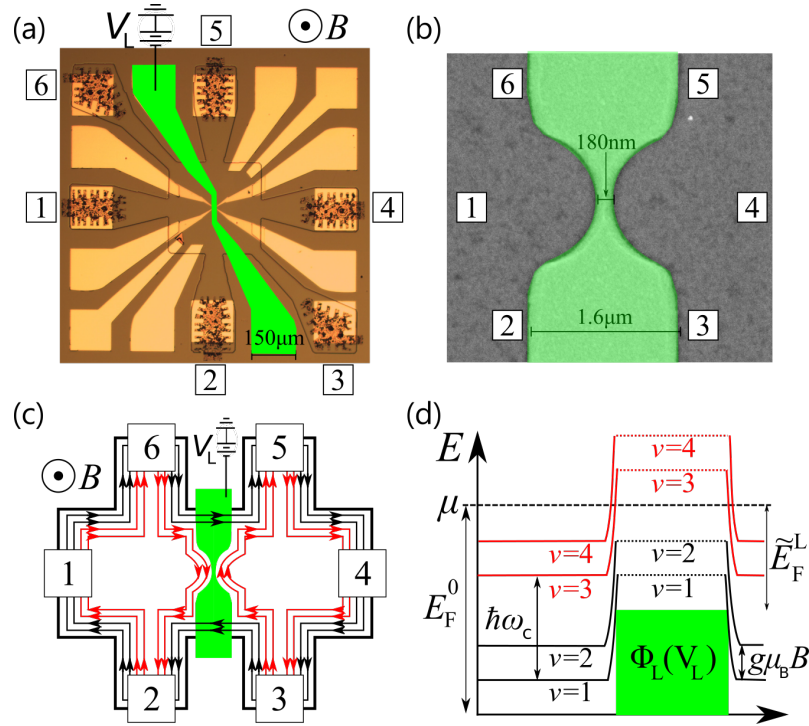 (a)
V_L
5
B
6
1
4
150μm
2
3
(b)
6
5
180nm
1
4
2
3
1.6μm
(c)
B
6
V_L
5
1
4
2
3
(d)
E
ν=4
ν=3
μ
ν=2
ν=4
ν=3
ν=1
Ẽ_F^L
E_F^0
ħω_c
ν=2
Φ_L(V_L)
gμ_B B
ν=1